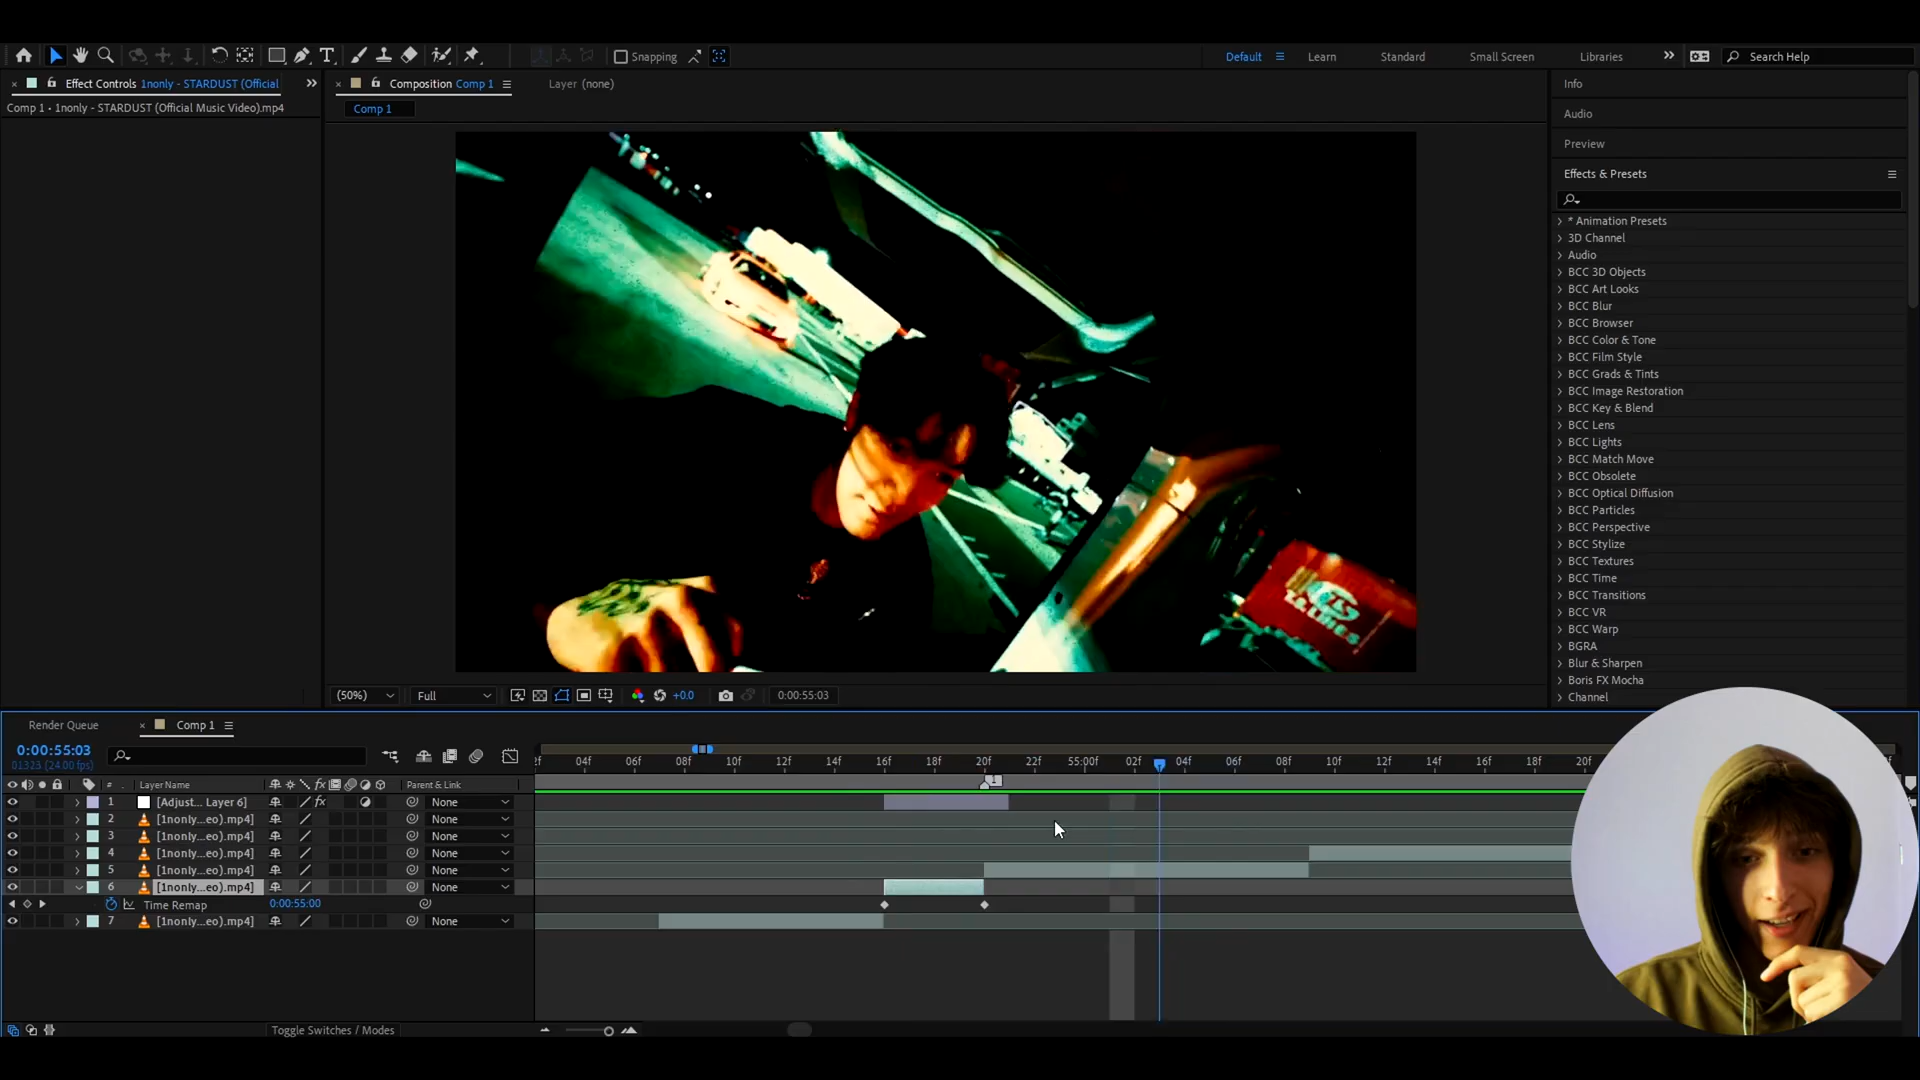 Snapping
Default
Learn
Standard
Small Screen
Libraries
Search Help
Effect Controls 1nonly - STARDUST (Official
Composition Comp 1
Layer (none)
Info
Comp 1 • 1nonly - STARDUST (Official Music Video).mp4
Comp 1
Audio
Preview
Effects & Presets
* Animation Presets
3D Channel
Audio
BCC 3D Objects
BCC Art Looks
BCC Blur
BCC Browser
BCC Color & Tone
BCC Film Style
BCC Grads & Tints
BCC Image Restoration
BCC Key & Blend
BCC Lens
BCC Lights
BCC Match Move
BCC Obsolete
BCC Optical Diffusion
BCC Particles
BCC Perspective
BCC Stylize
BCC Textures
BCC Time
BCC Transitions
BCC VR
BCC Warp
BGRA
Blur & Sharpen
Boris FX Mocha
Channel
(50%)
Full
+0.0
0:00:55:03
Render Queue
Comp 1
0:00:55:03
01323 (24.00 fps)
2f 04f 06f 08f 10f 12f 14f 16f 18f 20f 22f 55:00f 02f 04f 06f 08f 10f 12f 14f 16f 18f 20f
# Layer Name fx Parent & Link
1 [Adjust... Layer 6] fx None
2 [1nonly...eo).mp4] None
3 [1nonly...eo).mp4] None
4 [1nonly...eo).mp4] None
5 [1nonly...eo).mp4] None
6 [1nonly...eo).mp4] None
Time Remap 0:00:55:00
7 [1nonly...eo).mp4] None
Toggle Switches / Modes